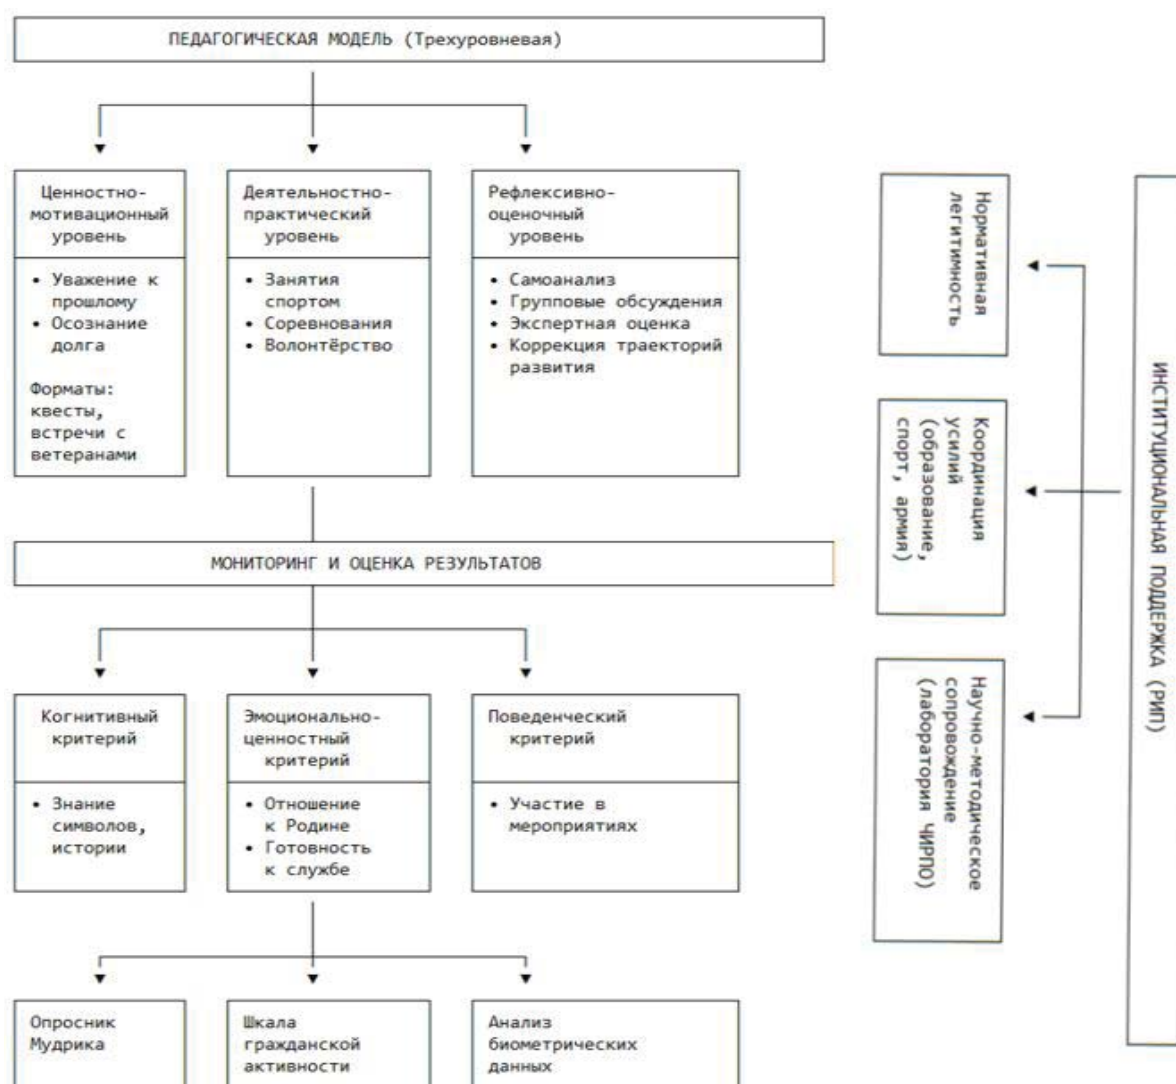 ПЕДАГОГИЧЕСКАЯ МОДЕЛЬ (Трехуровневая)
Ценностно-
мотивационный
уровень
• Уважение к
прошлому
• Осознание
долга
Форматы:
квесты,
встречи с
ветеранами
Деятельностно-
практический
уровень
• Занятия
спортом
• Соревнования
• Волонтёрство
Рефлексивно-
оценочный
уровень
• Самоанализ
• Групповые обсуждения
• Экспертная оценка
• Коррекция траекторий
развития
МОНИТОРИНГ И ОЦЕНКА РЕЗУЛЬТАТОВ
Когнитивный
критерий
• Знание
символов,
истории
Эмоционально-
ценностный
критерий
• Отношение
к Родине
• Готовность
к службе
Поведенческий
критерий
• Участие в
мероприятиях
Опросник
Мудрика
Шкала
гражданской
активности
Анализ
биометрических
данных
ИНСТИТУЦИОНАЛЬНАЯ ПОДДЕРЖКА (РИП)
Нормативная
легитимность
Координация
усилий
(образование,
спорт, армия)
Научно-методическое
сопровождение
(лаборатория ЧИРПО)